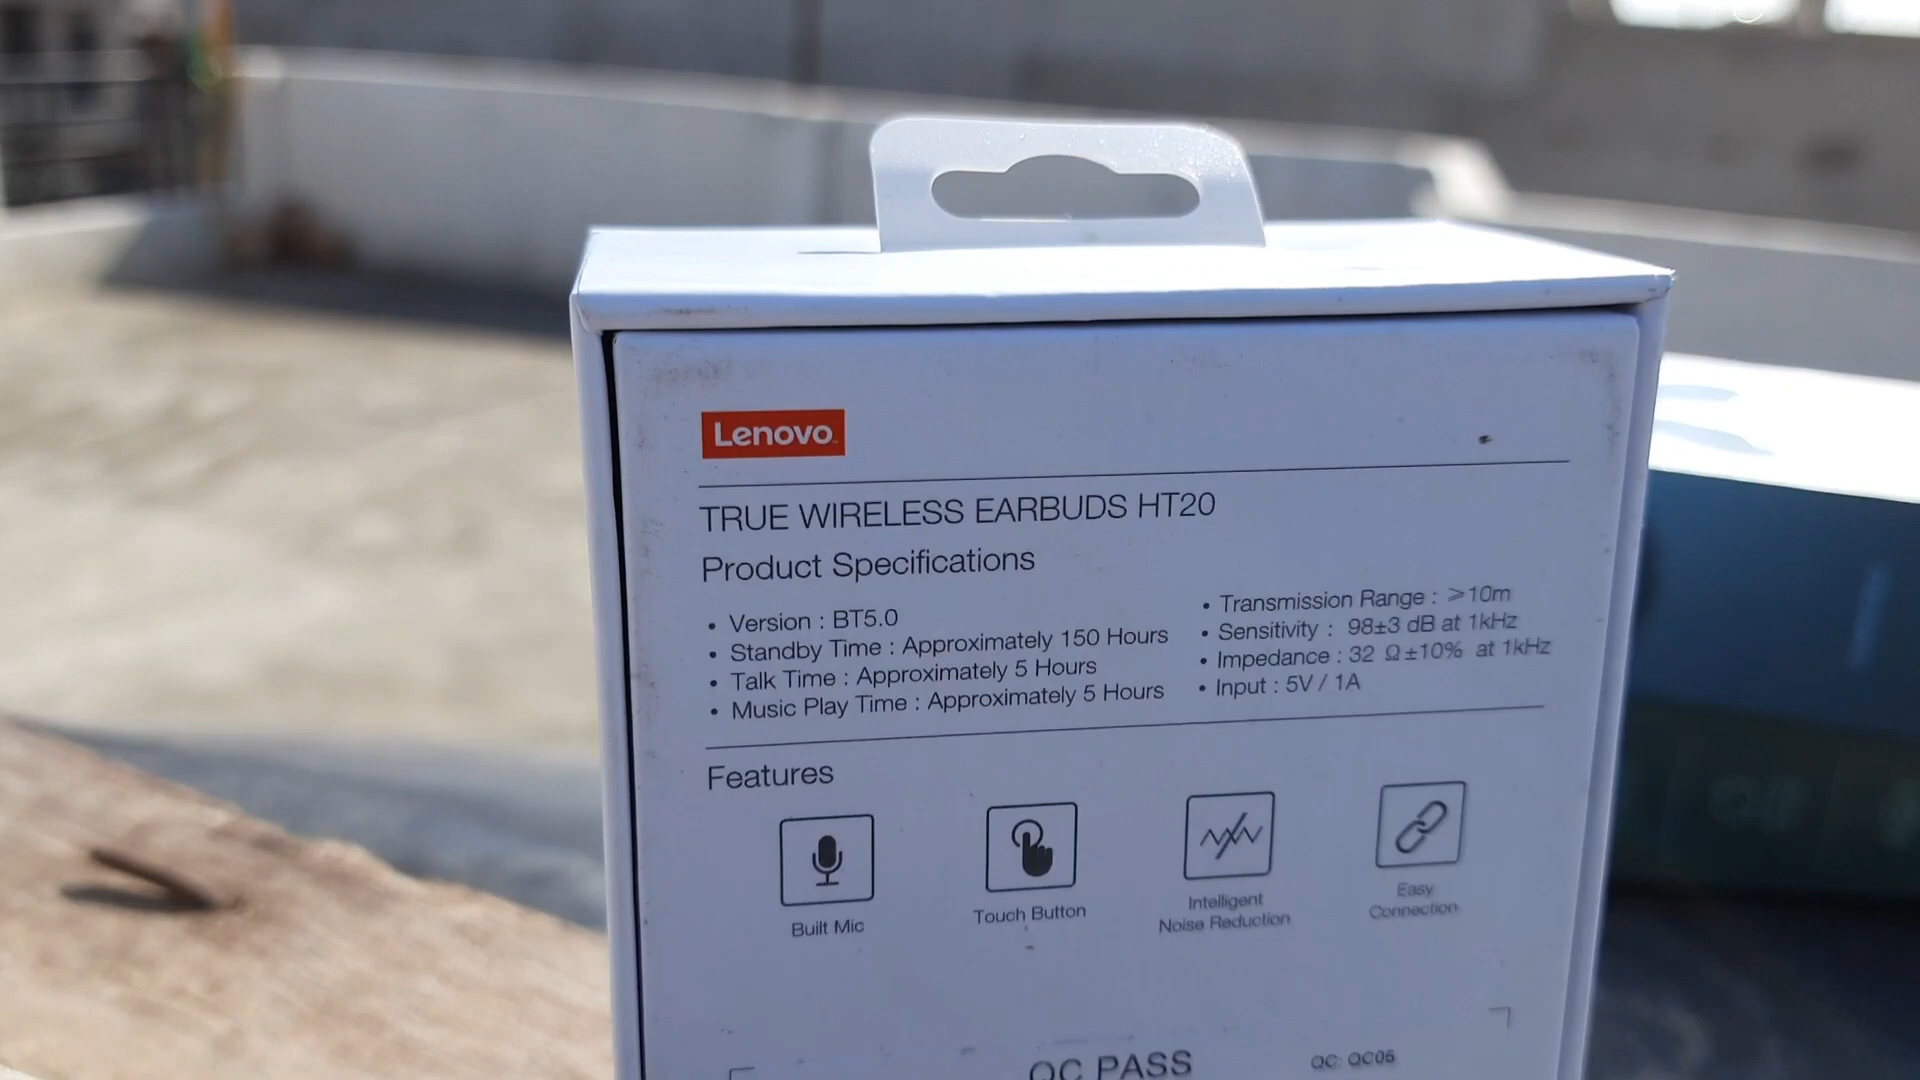 Lenovo
TRUE WIRELESS EARBUDS HT20
Product Specifications
• Version : BT5.0
• Standby Time : Approximately 150 Hours
• Talk Time : Approximately 5 Hours
• Music Play Time : Approximately 5 Hours
• Transmission Range : ⩾10m
• Sensitivity : 98±3 dB at 1kHz
• Impedance : 32 Ω±10% at 1kHz
• Input : 5V / 1A
Features
Built Mic
Touch Button
Intelligent
Noise Reduction
Easy
Connection
QC PASS
QC: QC06